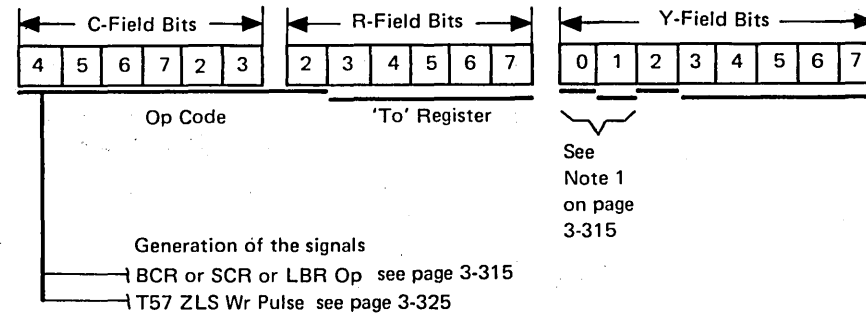 C-Field Bits R-Field Bits Y-Field Bits
4 5 6 7 2 3 2 3 4 5 6 7 0 1 2 3 4 5 6 7
Op Code 'To' Register
See
Note 1
on page
3-315
Generation of the signals
BCR or SCR or LBR Op see page 3-315
T57 ZLS Wr Pulse see page 3-325